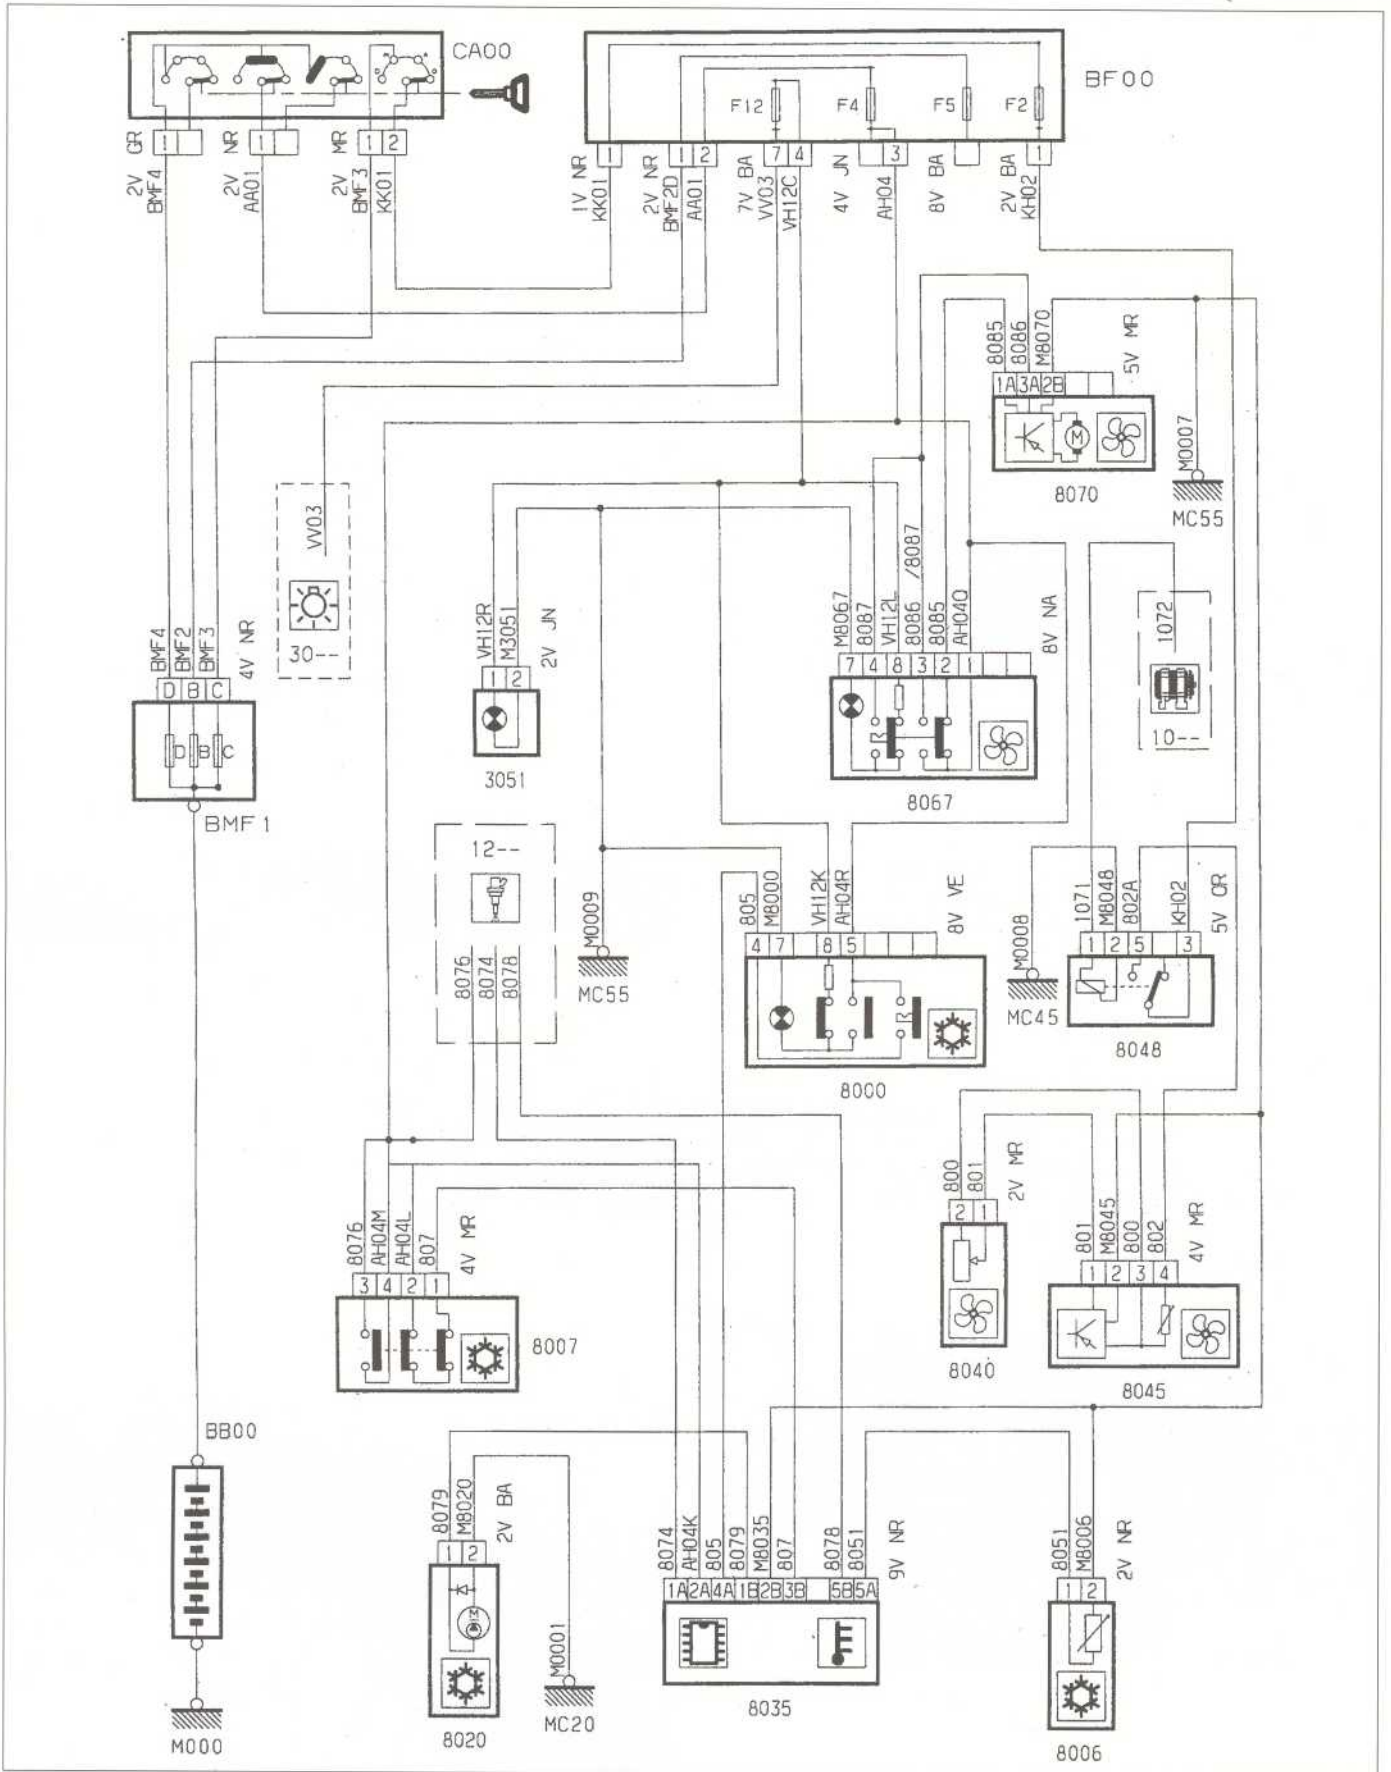 CA00
BF00
F12
F4
F5
F2
1
1
1 2
1
1 2
7 4
3
1
2V GR
BMF4
2V NR
AA01
2V MR
BMF3
KK01
1V NR
KK01
2V NR
BMF2D
AA01
7V BA
VV03
VH12C
4V JN
AH04
8V BA
2V BA
KH02
8085
8086
M8070
5V MR
1A 3A 2B
M
8070
M0007
MC55
VV03
30--
BMF4
BMF2
BMF3
4V NR
D B C
D B C
BMF1
VH12R
M3051
2V JN
1 2
3051
M8067
8087
VH12L
8086
/8087
8085
AH040
8V NA
7 4 8 3 2 1
8067
1072
10--
12--
8076
8074
8078
M0009
MC55
805
M8000
VH12K
AH04R
8V VE
4 7 8 5
8000
M0008
MC45
1071
M8048
802A
KH02
5V OR
1 2 5 3
8048
800
801
2V MR
2 1
8040
801
M8045
800
802
4V MR
1 2 3 4
8045
8076
AH04M
AH04L
807
4V MR
3 4 2 1
8007
BB00
M000
8079
M8020
2V BA
1 2
M
8020
M0001
MC20
8074
AH04K
805
8079
M8035
807
8078
8051
9V NR
1A 2A 4A 1B 2B 3B 5B 5A
8035
8051
M8006
2V NR
1 2
8006